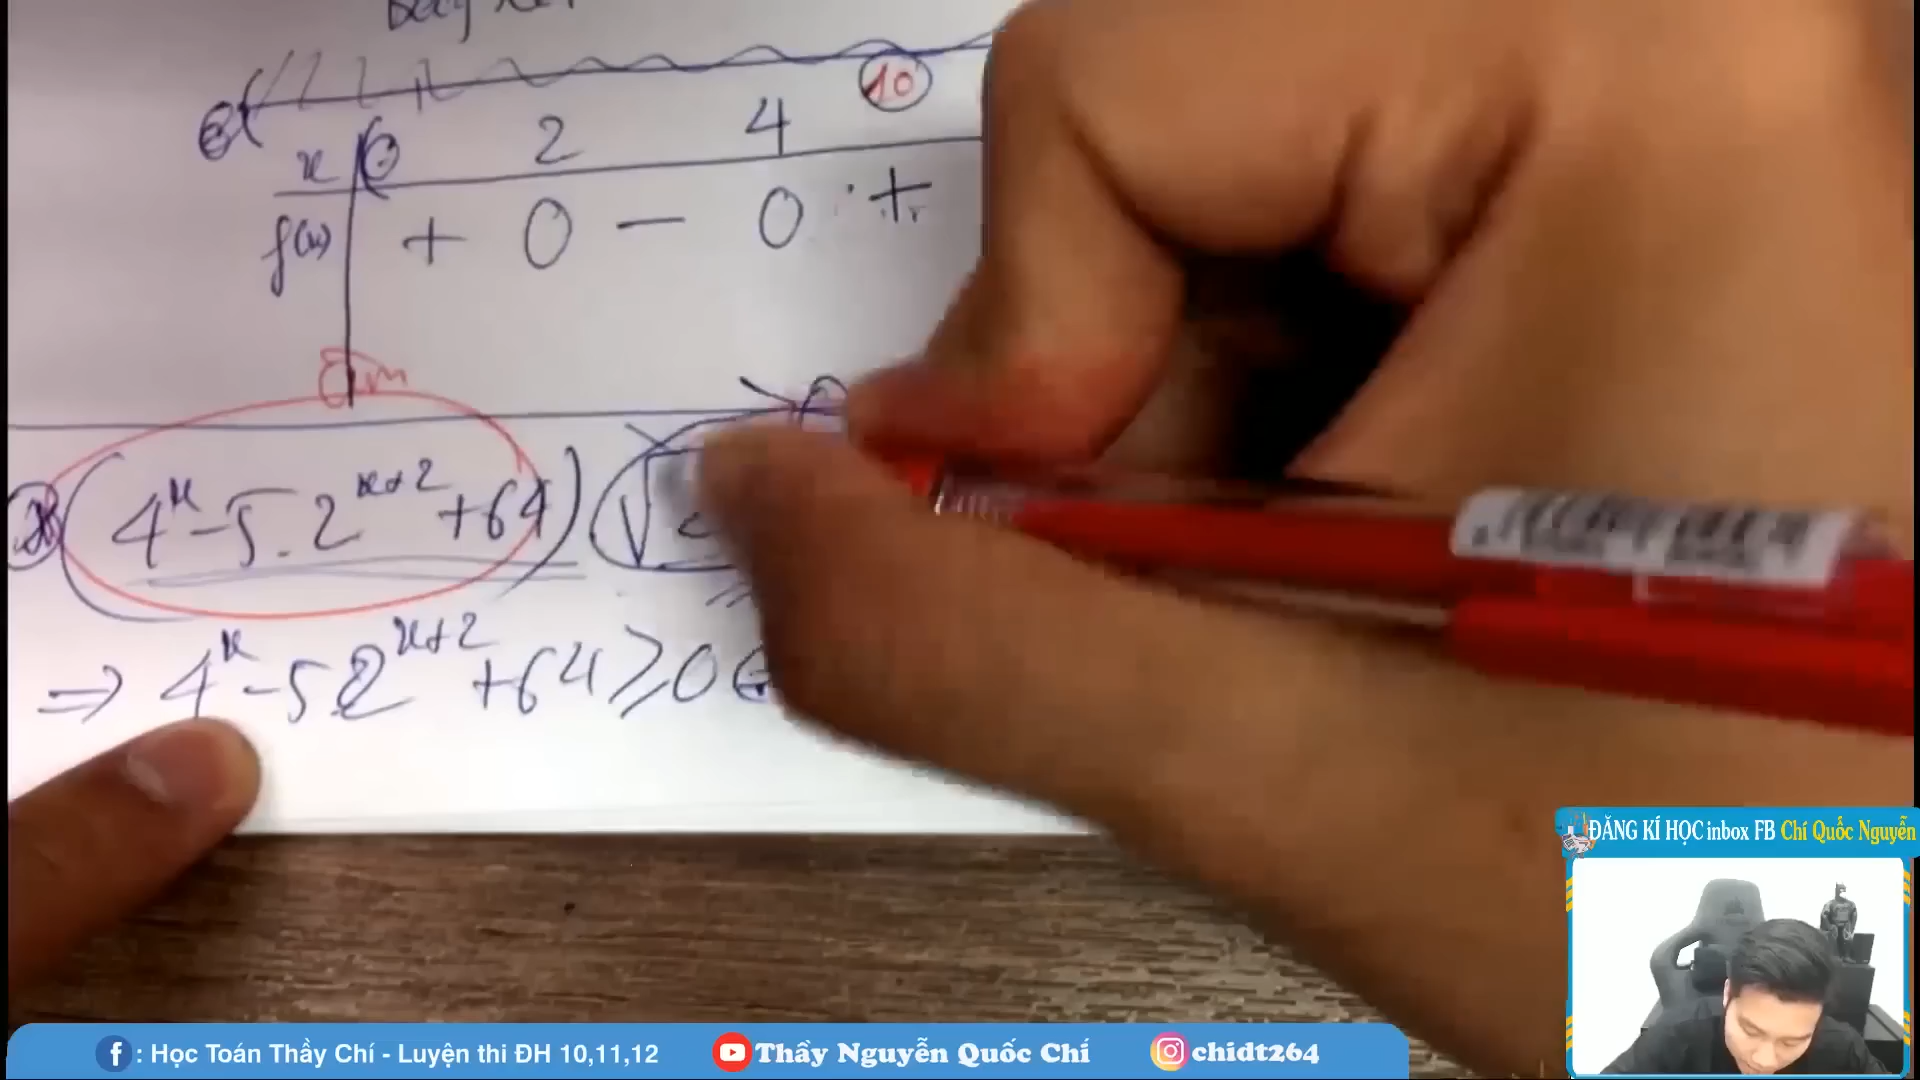 10
x 0 2 4
f(x) + 0 - 0 +
m
(4^x - 5.2^{x+2} + 64)
⇒ 4^x - 5.2^{x+2} + 64 ≥ 0
ĐĂNG KÍ HỌC inbox FB Chí Quốc Nguyễn
: Học Toán Thầy Chí - Luyện thi ĐH 10,11,12
Thầy Nguyễn Quốc Chí
chidt264